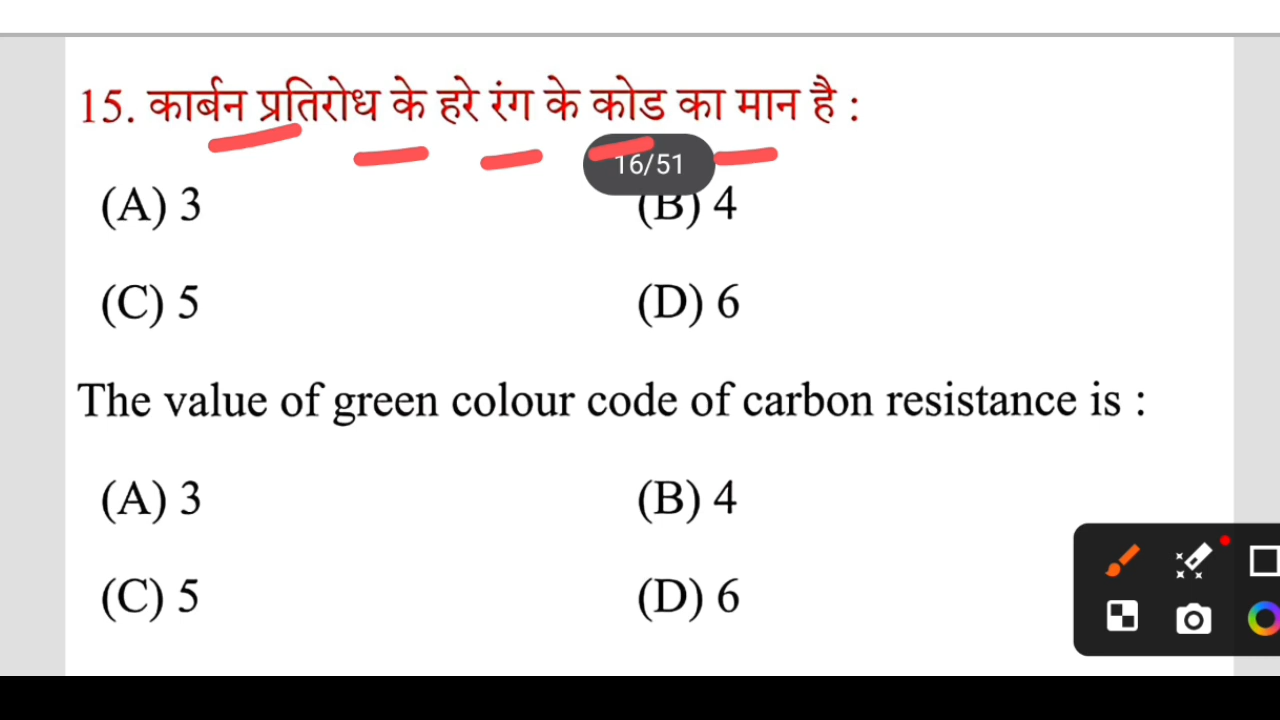 15. कार्बन प्रतिरोध के हरे रंग के कोड का मान है :
16/51
(A) 3 (B) 4
(C) 5 (D) 6
The value of green colour code of carbon resistance is :
(A) 3 (B) 4
(C) 5 (D) 6